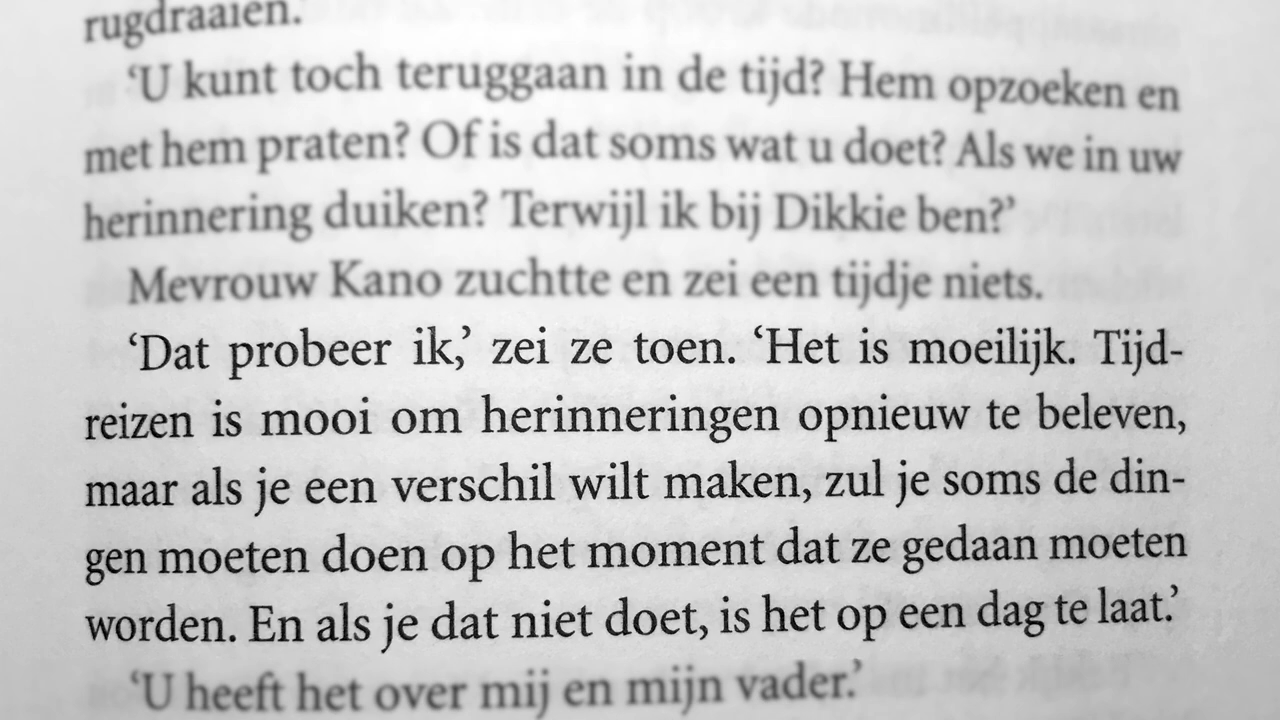 rugdraaien.
‘U kunt toch teruggaan in de tijd? Hem opzoeken en
met hem praten? Of is dat soms wat u doet? Als we in uw
herinnering duiken? Terwijl ik bij Dikkie ben?’
Mevrouw Kano zuchtte en zei een tijdje niets.
‘Dat probeer ik,’ zei ze toen. ‘Het is moeilijk. Tijd-
reizen is mooi om herinneringen opnieuw te beleven,
maar als je een verschil wilt maken, zul je soms de din-
gen moeten doen op het moment dat ze gedaan moeten
worden. En als je dat niet doet, is het op een dag te laat.’
‘U heeft het over mij en mijn vader.’